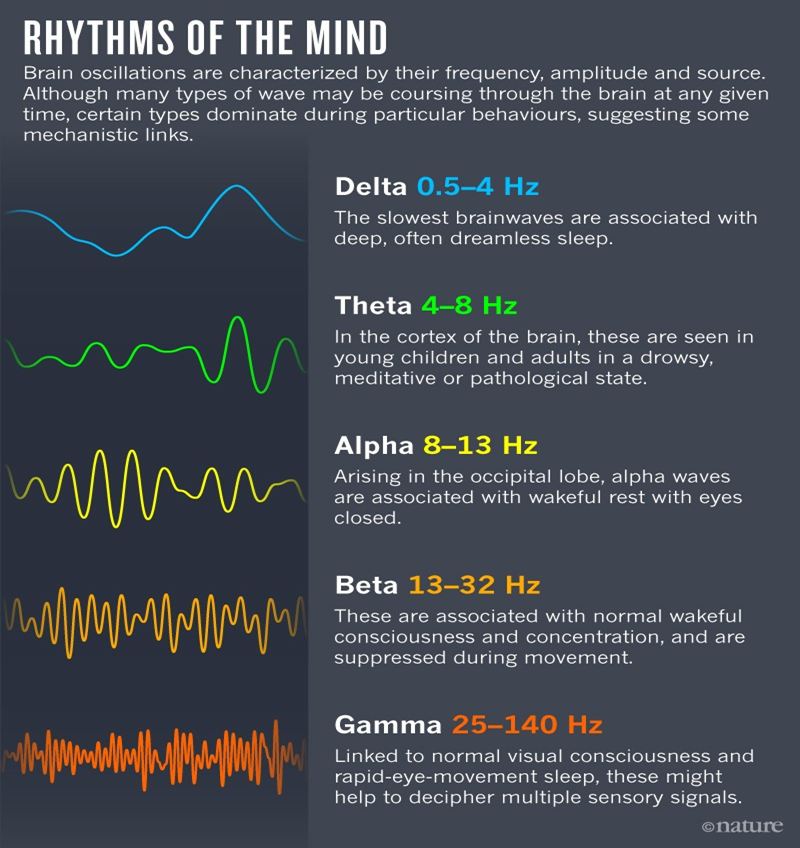 RHYTHMS OF THE MIND
Brain oscillations are characterized by their frequency, amplitude and source.
Although many types of wave may be coursing through the brain at any given
time, certain types dominate during particular behaviours, suggesting some
mechanistic links.
Delta 0.5–4 Hz
The slowest brainwaves are associated with
deep, often dreamless sleep.
Theta 4–8 Hz
In the cortex of the brain, these are seen in
young children and adults in a drowsy,
meditative or pathological state.
Alpha 8–13 Hz
Arising in the occipital lobe, alpha waves
are associated with wakeful rest with eyes
closed.
Beta 13–32 Hz
These are associated with normal wakeful
consciousness and concentration, and are
suppressed during movement.
Gamma 25–140 Hz
Linked to normal visual consciousness and
rapid-eye-movement sleep, these might
help to decipher multiple sensory signals.
©nature